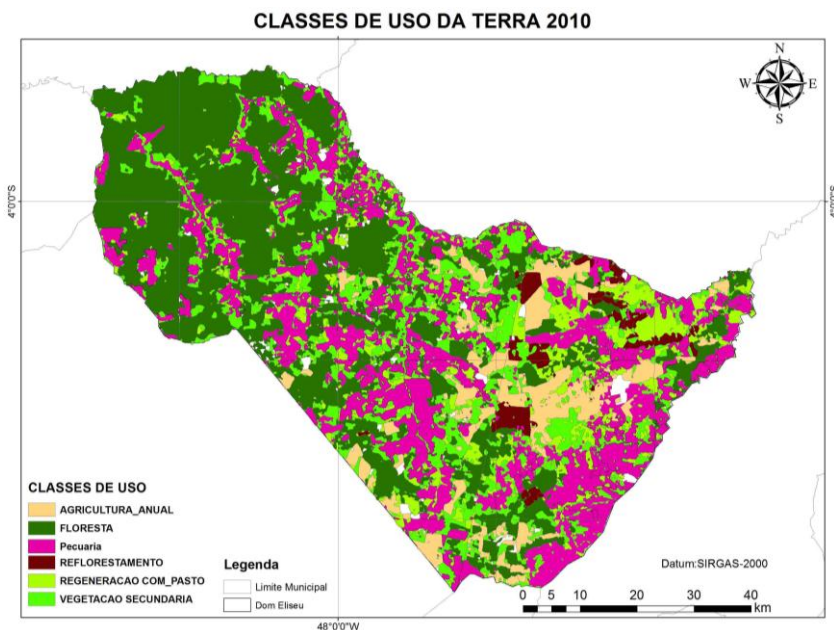 CLASSES DE USO DA TERRA 2010
N
W E
S
4°0'0"S
4°0'0"S
CLASSES DE USO
AGRICULTURA_ANUAL
FLORESTA
Pecuaria
REFLORESTAMENTO
REGENERACAO COM_PASTO
VEGETACAO SECUNDARIA
Legenda
Limite Municipal
Dom Eliseu
Datum:SIRGAS-2000
0 5 10 20 30 40
km
48°0'0"W